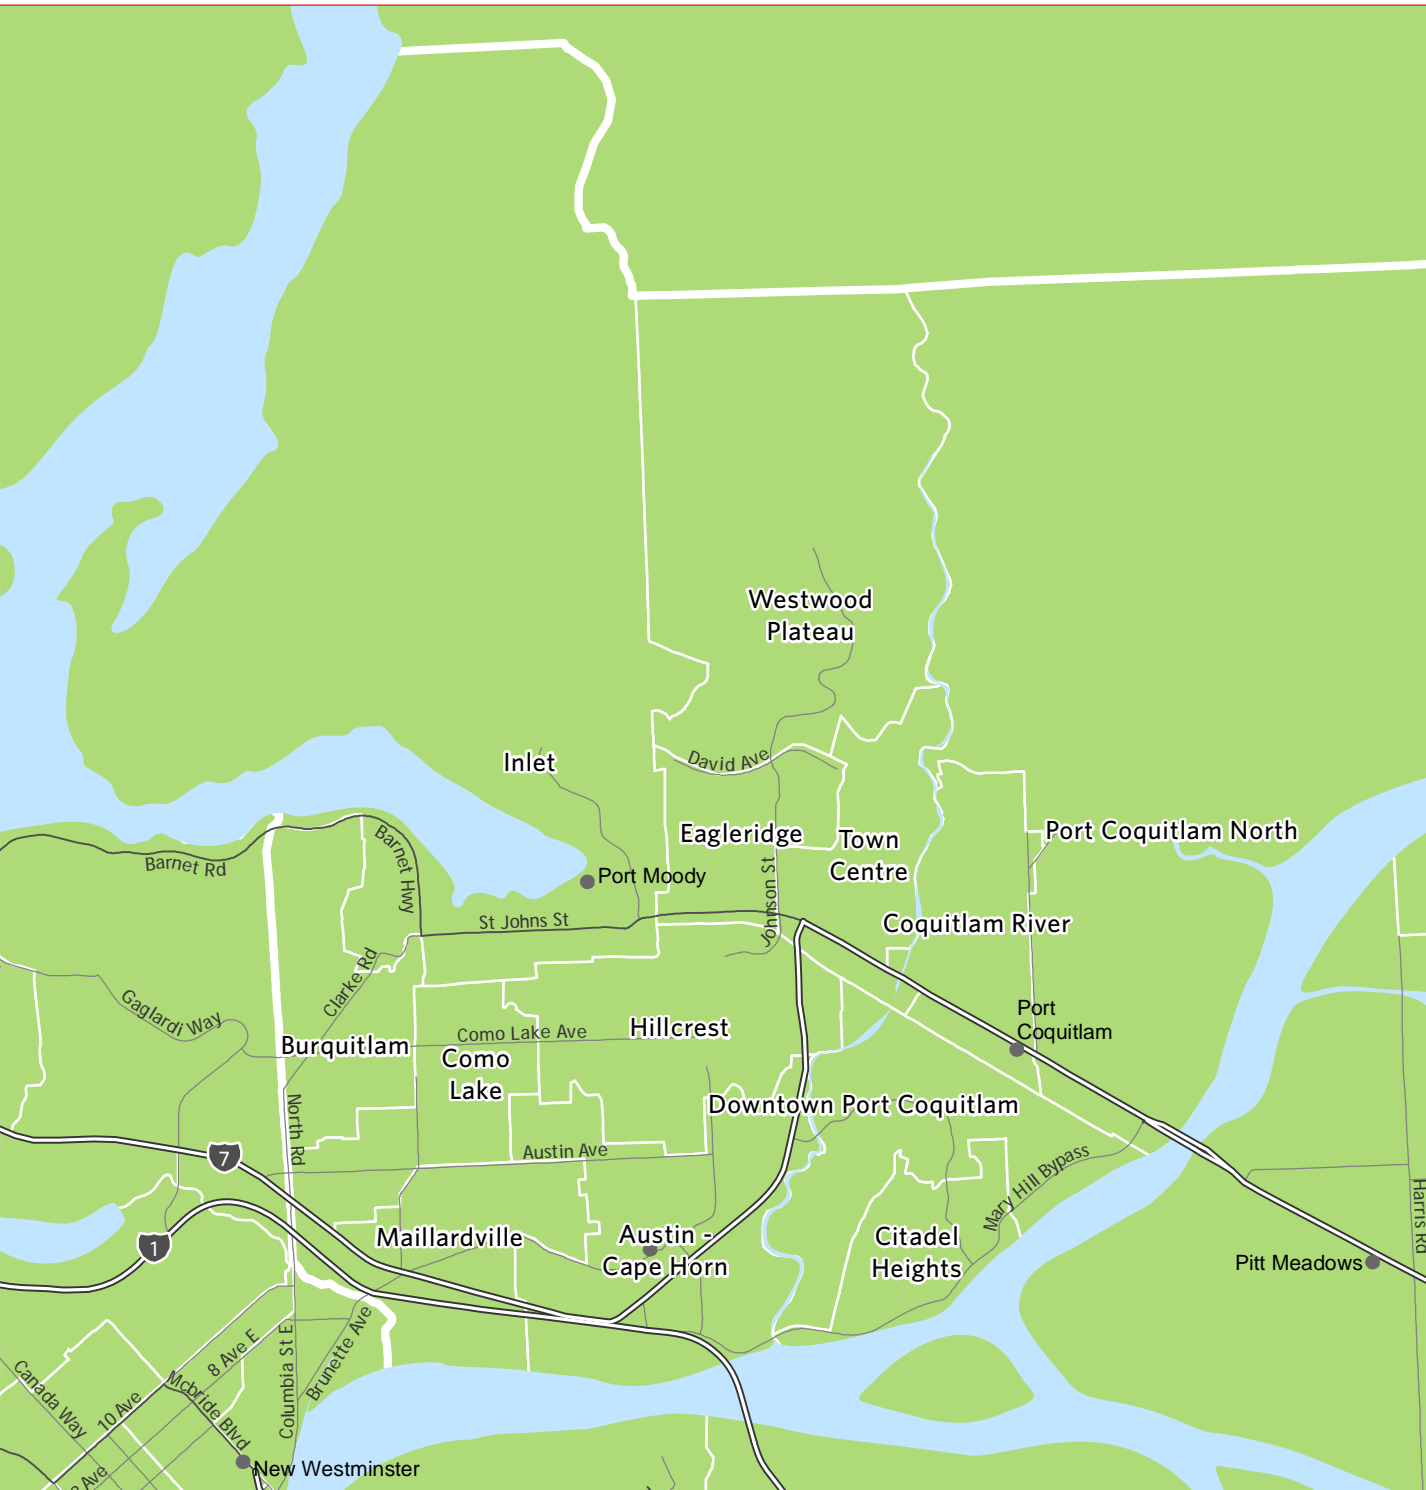 Westwood
Plateau
Inlet
David Ave
Eagleridge
Town
Centre
Port Coquitlam North
Barnet Rd
Barnet Hwy
Port Moody
Johnson St
St Johns St
Coquitlam River
Clarke Rd
Gaglardi Way
Port
Coquitlam
Burquitlam
Como Lake Ave
Hillcrest
Como
Lake
Downtown Port Coquitlam
North Rd
7
Austin Ave
Mary Hill Bypass
Harris Rd
1
Maillardville
Austin -
Cape Horn
Citadel
Heights
Pitt Meadows
8 Ave E
Columbia St E
Brunette Ave
Canada Way
Mcbride Blvd
10 Ave
New Westminster
Ave